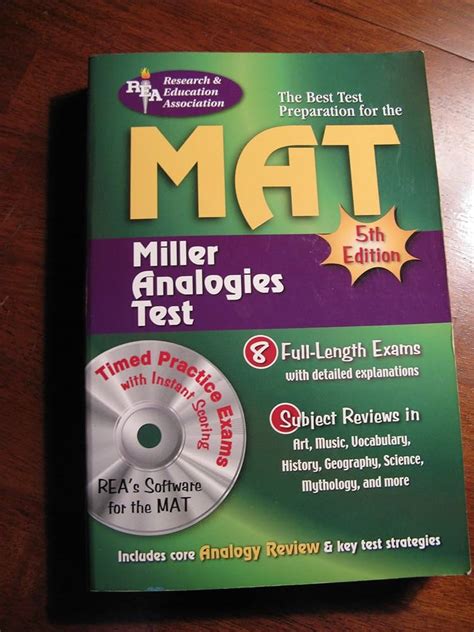 REA
Research &
Education
Association
The Best Test
Preparation for the
MAT
5th
Edition
Miller
Analogies
Test
8 Full-Length Exams
with detailed explanations
Timed Practice Exams
with Instant Scoring
REA's Software
for the MAT
Subject Reviews in
Art, Music, Vocabulary,
History, Geography, Science,
Mythology, and more
Includes core Analogy Review & key test strategies